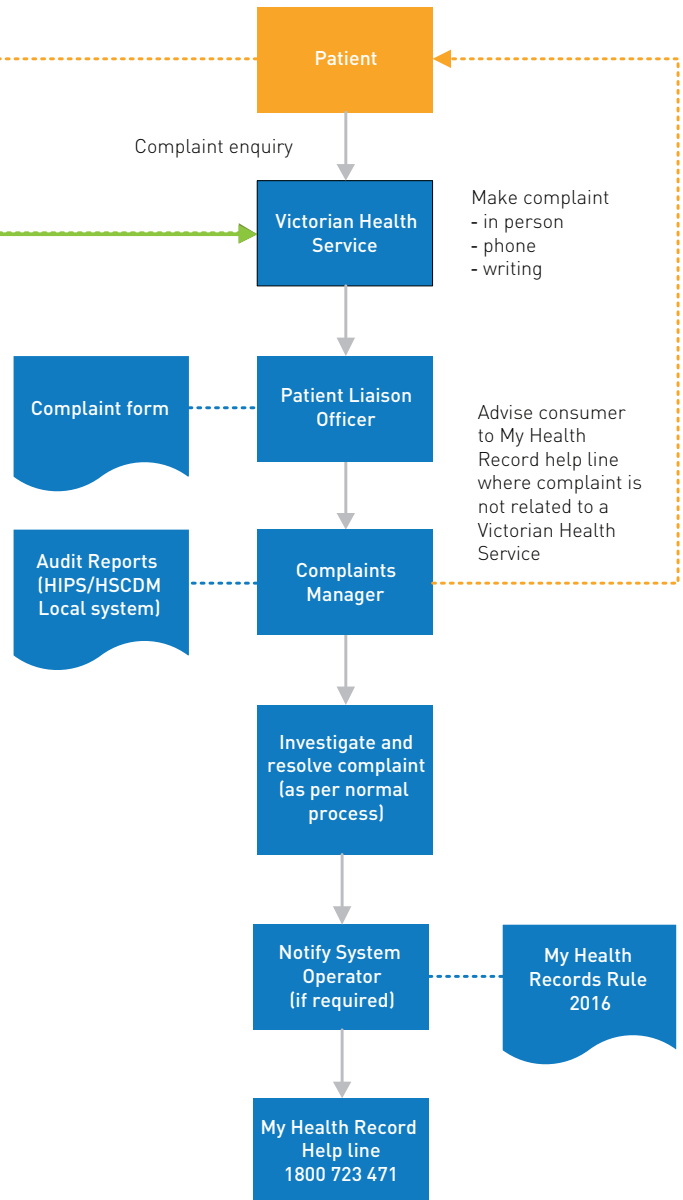 Patient
Complaint enquiry
Victorian Health
Service
Make complaint
- in person
- phone
- writing
Complaint form
Patient Liaison
Officer
Advise consumer
to My Health
Record help line
where complaint is
not related to a
Victorian Health
Service
Audit Reports
(HIPS/HSCDM
Local system)
Complaints
Manager
Investigate and
resolve complaint
(as per normal
process)
Notify System
Operator
(if required)
My Health
Records Rule
2016
My Health Record
Help line
1800 723 471